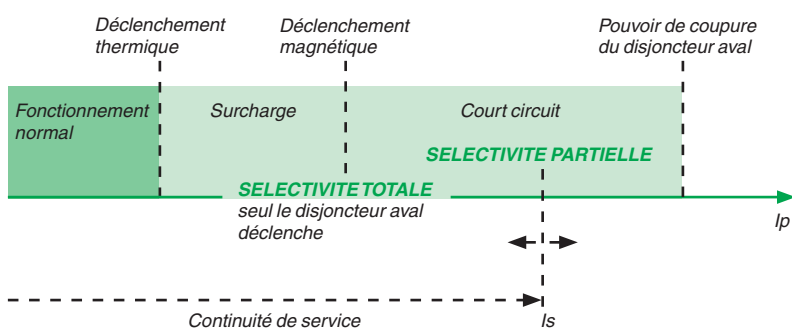 Déclenchement
thermique
Déclenchement
magnétique
Pouvoir de coupure
du disjoncteur aval
Fonctionnement
normal
Surcharge
Court circuit
SELECTIVITE PARTIELLE
SELECTIVITE TOTALE
seul le disjoncteur aval
déclenche
Ip
Continuité de service
Is